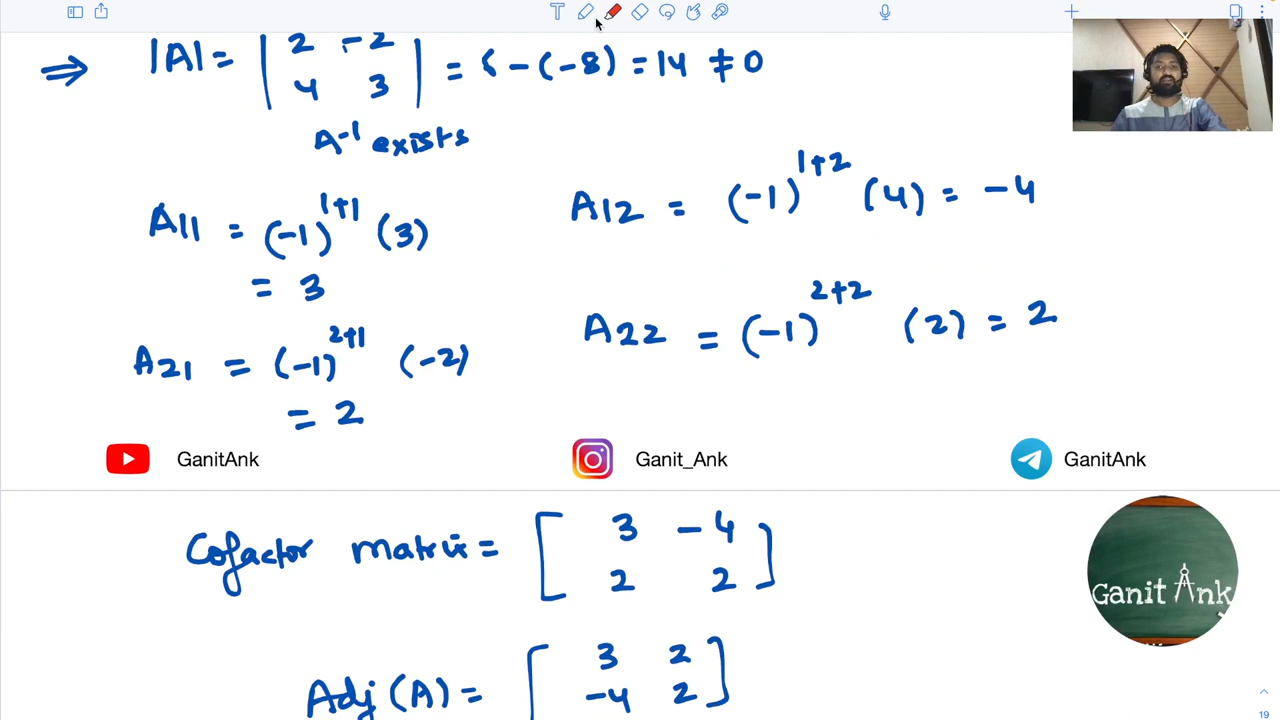 ⇒ |A| = | 2 -2 | = 6 - (-8) = 14 ≠ 0
| 4 3 |
A-1 exists
A11 = (-1)^1+1 (3)
= 3
A12 = (-1)^1+2 (4) = -4
A21 = (-1)^2+1 (-2)
= 2
A22 = (-1)^2+2 (2) = 2
GanitAnk
Ganit_Ank
GanitAnk
Cofactor matrix = [ 3 -4
2 2 ]
Adj(A) = [ 3 2
-4 2 ]
Ganit Ank
19